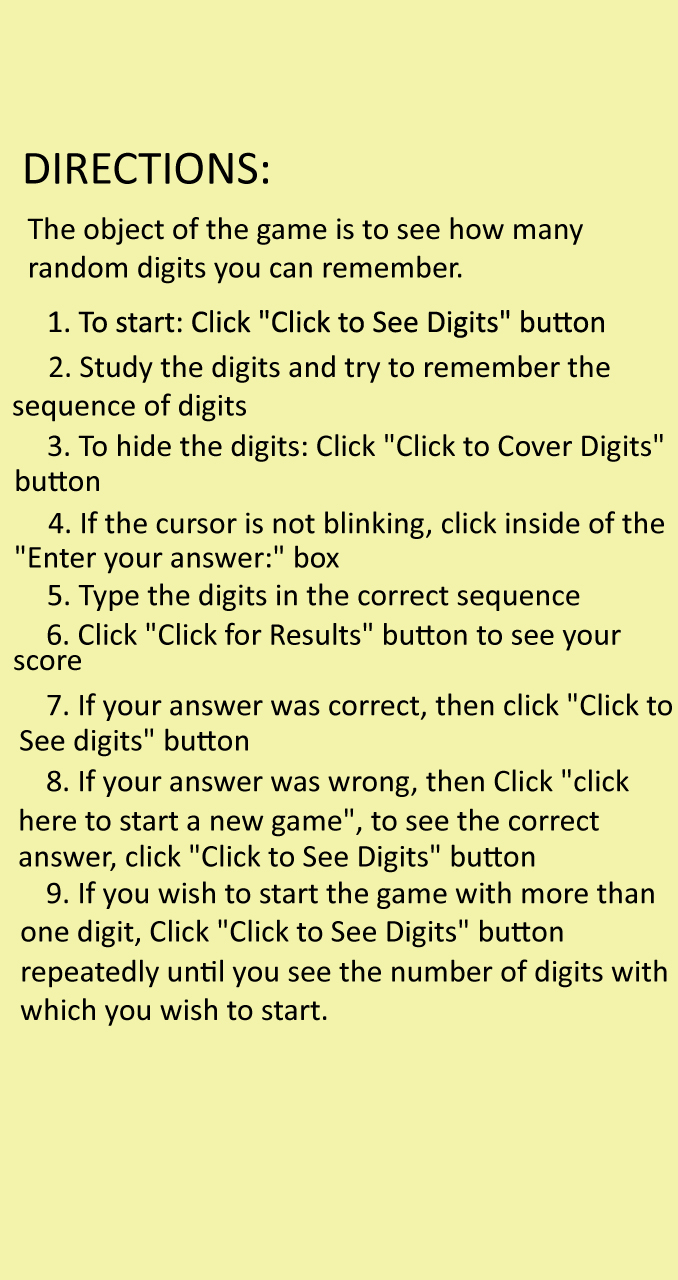 DIRECTIONS:
The object of the game is to see how many
random digits you can remember.
1. To start: Click "Click to See Digits" button
2. Study the digits and try to remember the
sequence of digits
3. To hide the digits: Click "Click to Cover Digits"
button
4. If the cursor is not blinking, click inside of the
"Enter your answer:" box
5. Type the digits in the correct sequence
6. Click "Click for Results" button to see your
score
7. If your answer was correct, then click "Click to
See digits" button
8. If your answer was wrong, then Click "click
here to start a new game", to see the correct
answer, click "Click to See Digits" button
9. If you wish to start the game with more than
one digit, Click "Click to See Digits" button
repeatedly until you see the number of digits with
which you wish to start.